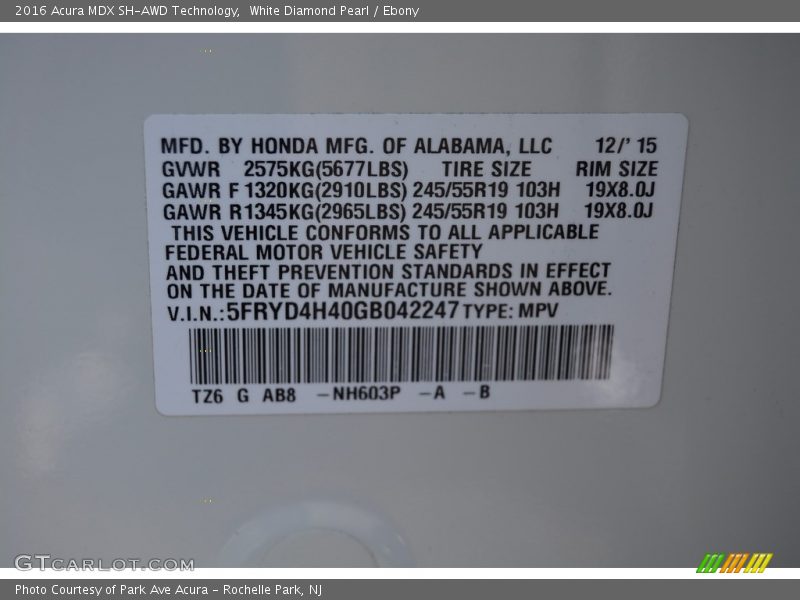 2016 Acura MDX SH-AWD Technology,  White Diamond Pearl / Ebony
MFD. BY HONDA MFG. OF ALABAMA, LLC 12/' 15
GVWR 2575KG(5677LBS) TIRE SIZE RIM SIZE
GAWR F 1320KG(2910LBS) 245/55R19 103H 19X8.0J
GAWR R 1345KG(2965LBS) 245/55R19 103H 19X8.0J
THIS VEHICLE CONFORMS TO ALL APPLICABLE
FEDERAL MOTOR VEHICLE SAFETY
AND THEFT PREVENTION STANDARDS IN EFFECT
ON THE DATE OF MANUFACTURE SHOWN ABOVE.
V.I.N.:5FRYD4H40GB042247 TYPE: MPV
TZ6 G AB8 -NH603P -A -B
GTCARLOT.COM
Photo Courtesy of Park Ave Acura - Rochelle Park, NJ